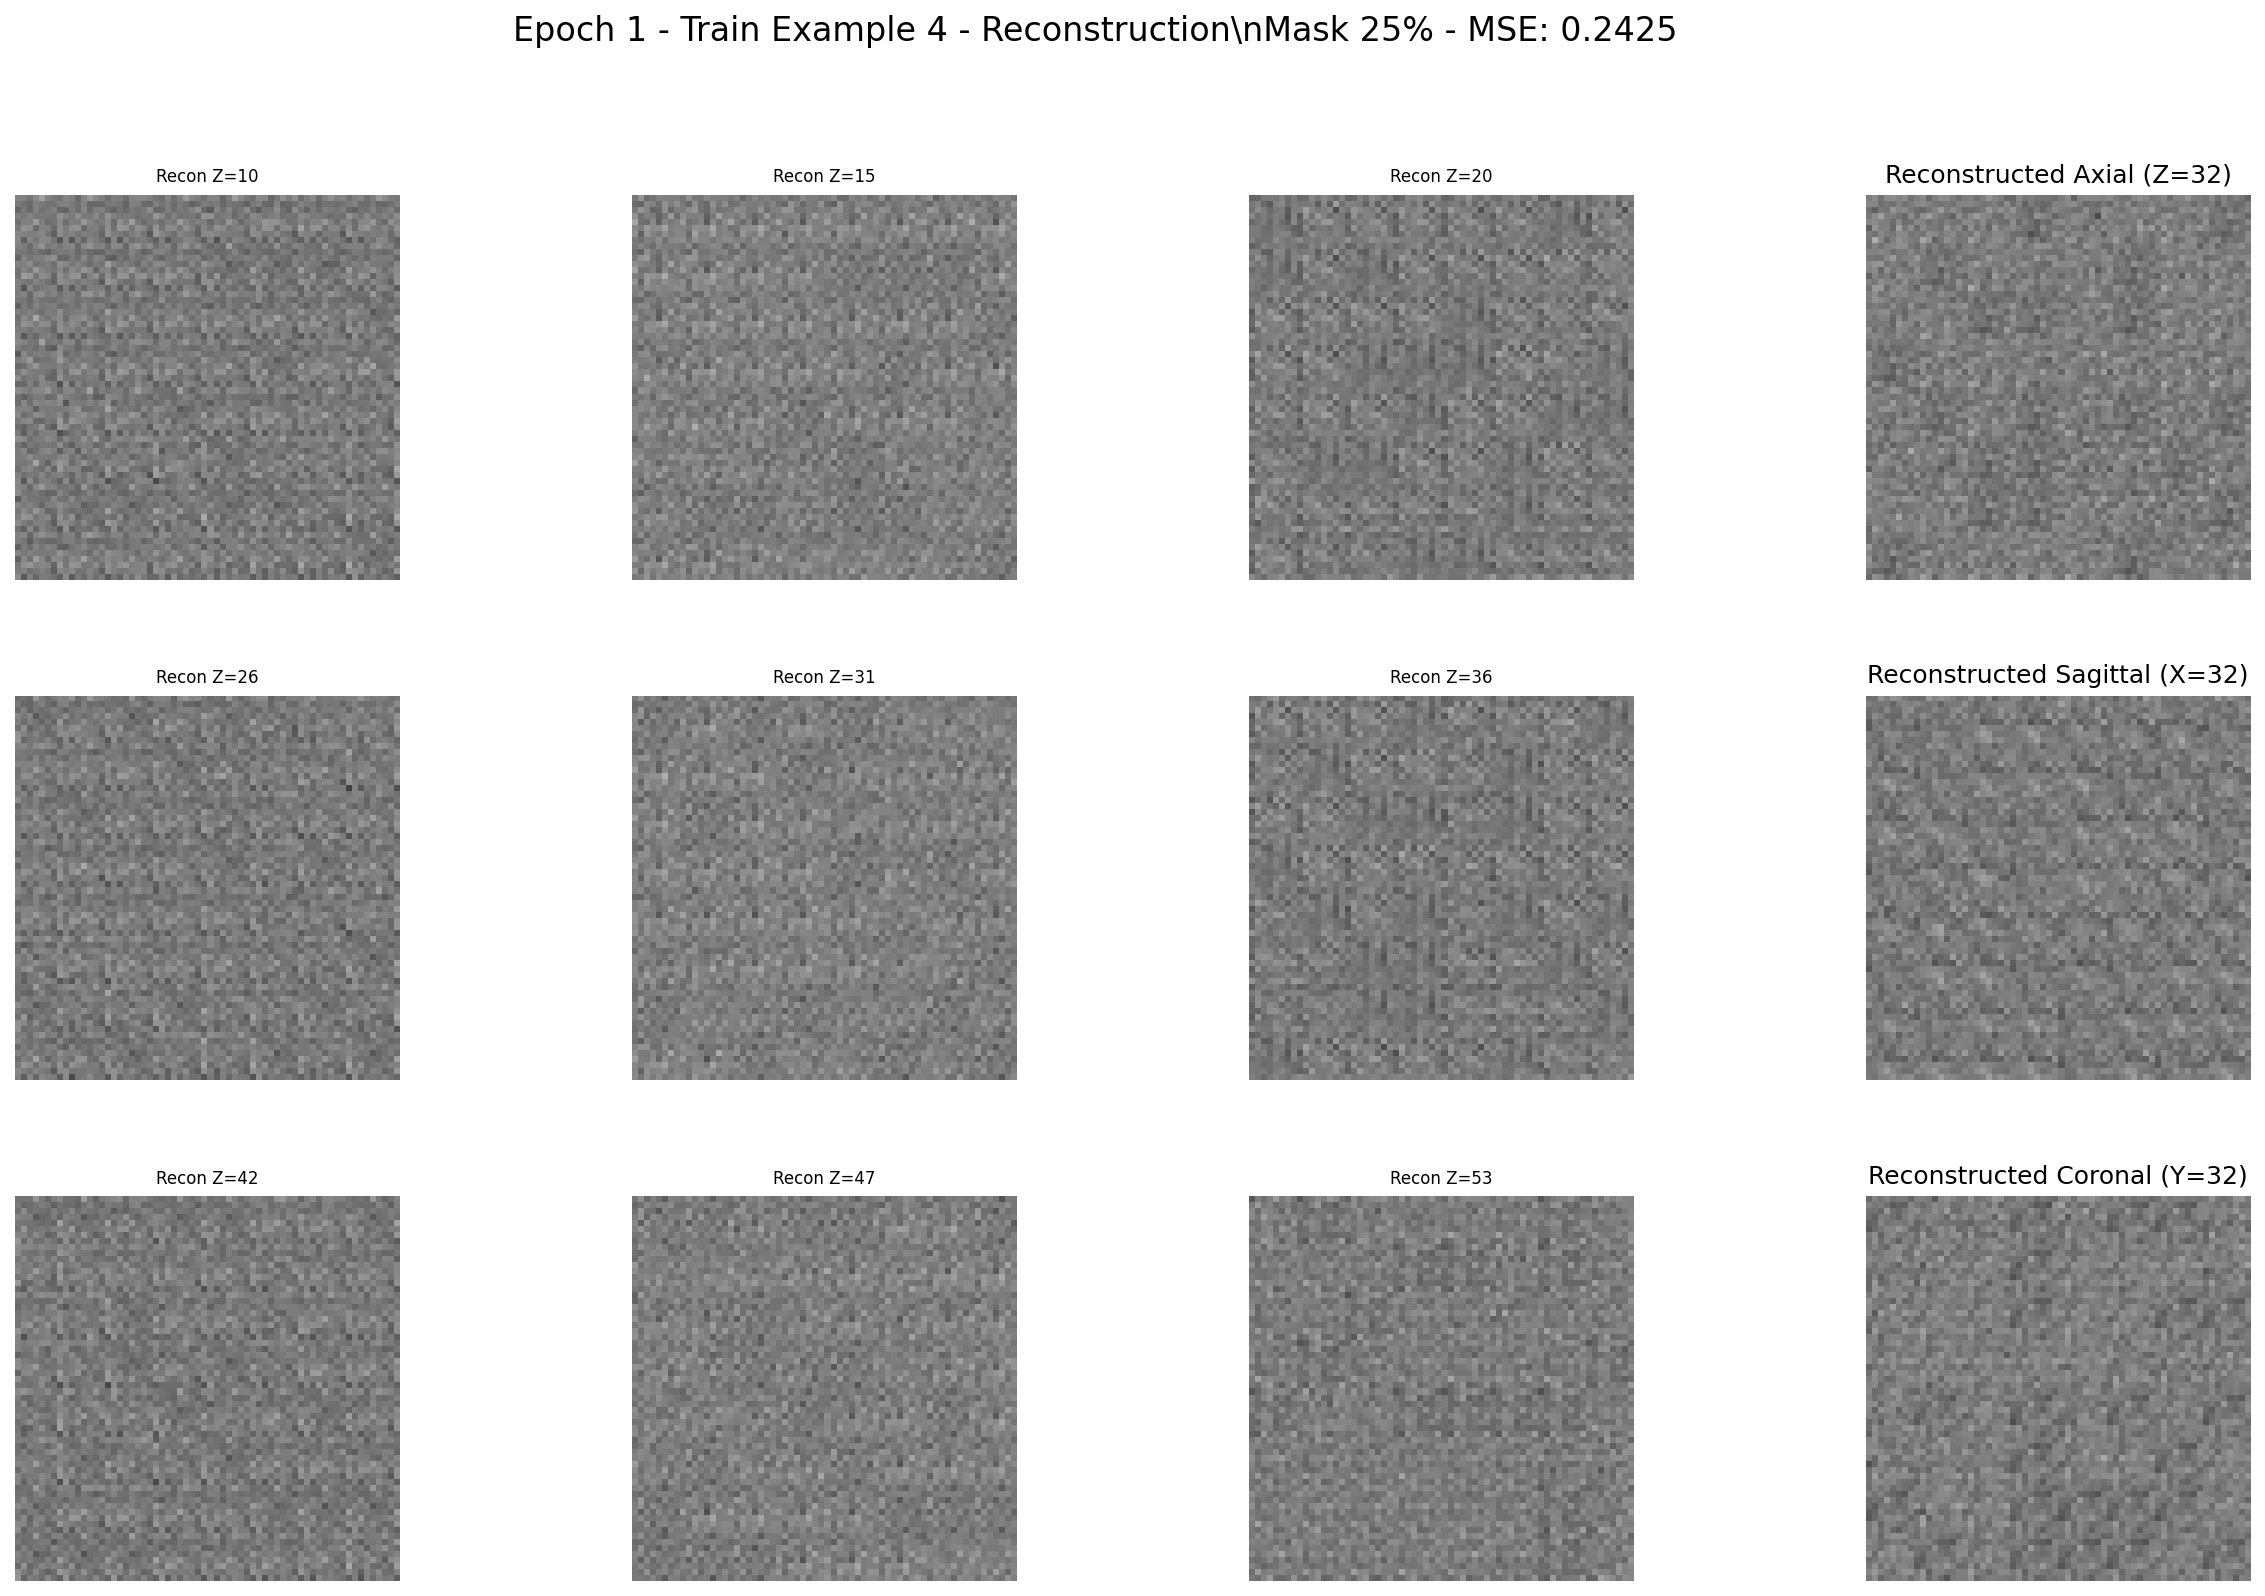 Epoch 1 - Train Example 4 - Reconstruction\nMask 25% - MSE: 0.2425
Recon Z=10
Recon Z=15
Recon Z=20
Reconstructed Axial (Z=32)
Recon Z=26
Recon Z=31
Recon Z=36
Reconstructed Sagittal (X=32)
Recon Z=42
Recon Z=47
Recon Z=53
Reconstructed Coronal (Y=32)